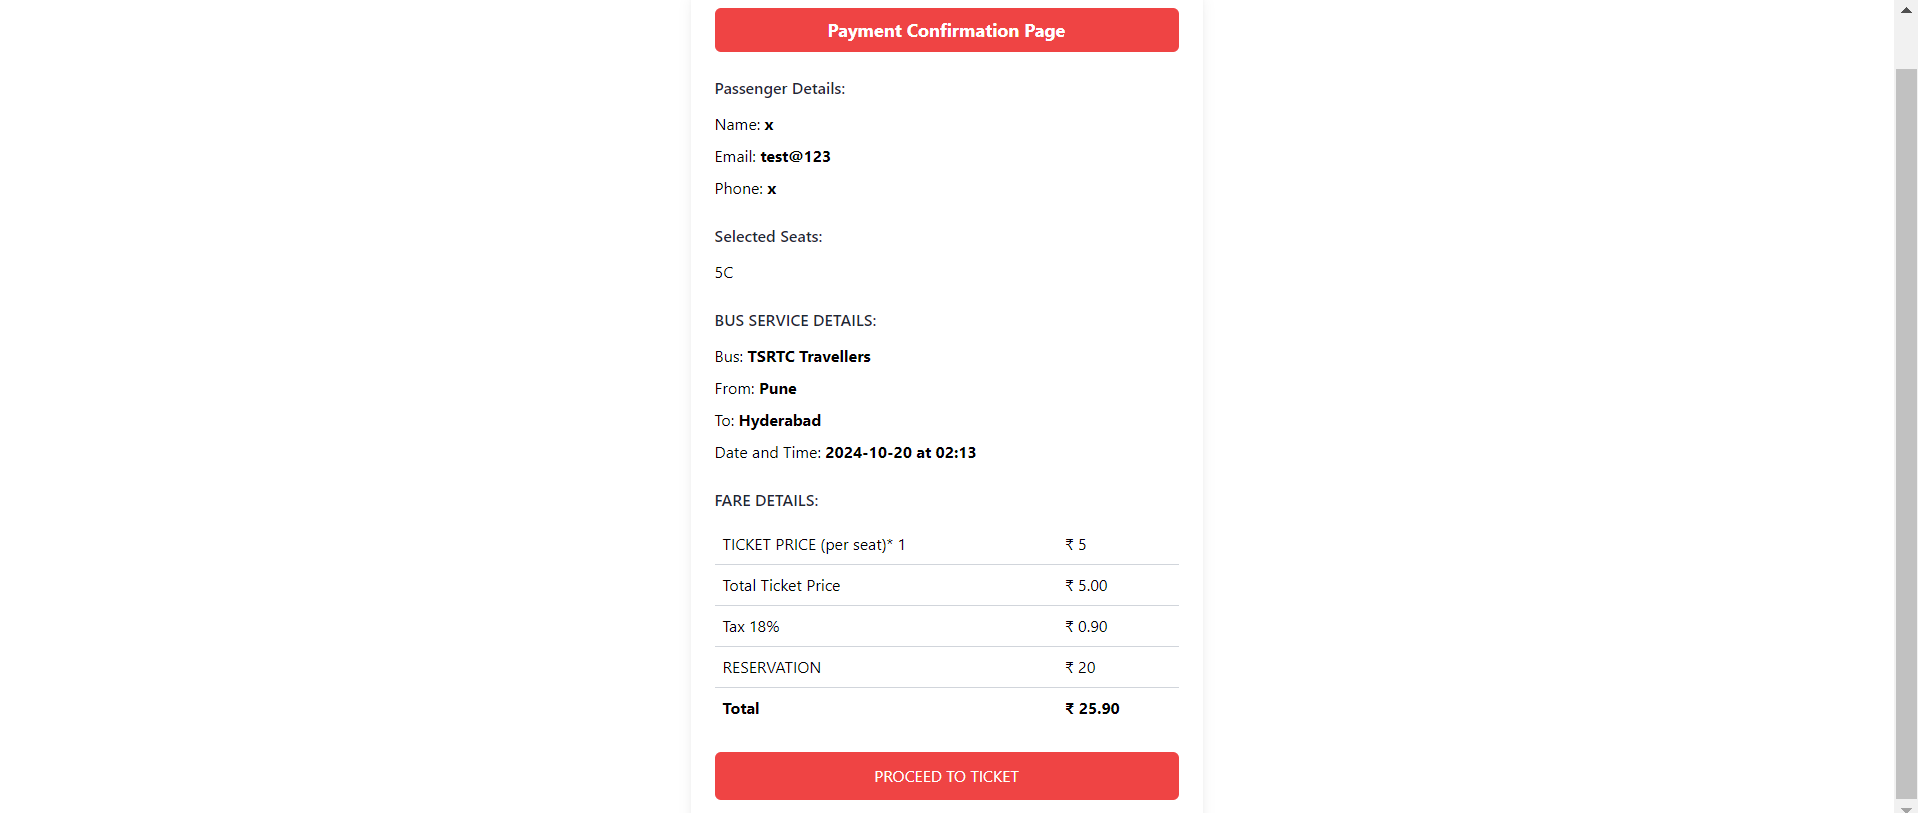 Payment Confirmation Page
Passenger Details:
Name: x
Email: test@123
Phone: x
Selected Seats:
5C
BUS SERVICE DETAILS:
Bus: TSRTC Travellers
From: Pune
To: Hyderabad
Date and Time: 2024-10-20 at 02:13
FARE DETAILS:
TICKET PRICE (per seat)* 1 ₹ 5
Total Ticket Price ₹ 5.00
Tax 18% ₹ 0.90
RESERVATION ₹ 20
Total ₹ 25.90
PROCEED TO TICKET